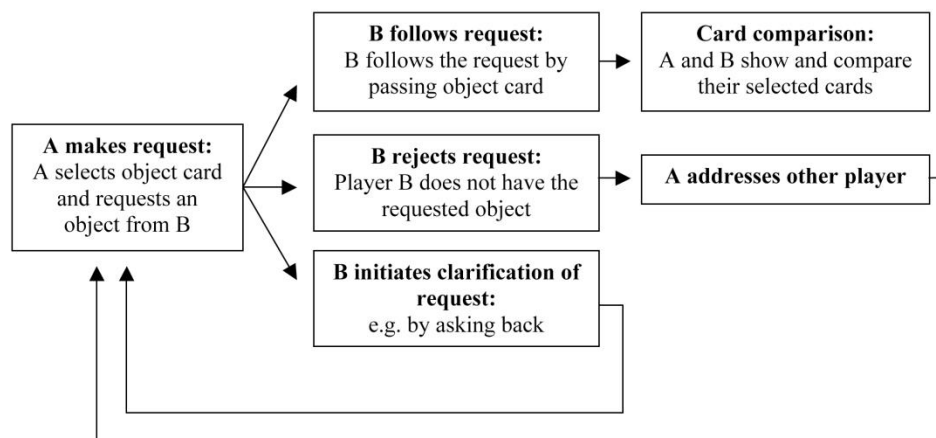 A makes request:
A selects object card
and requests an
object from B
B follows request:
B follows the request by
passing object card
Card comparison:
A and B show and compare
their selected cards
B rejects request:
Player B does not have the
requested object
A addresses other player
B initiates clarification of
request:
e.g. by asking back